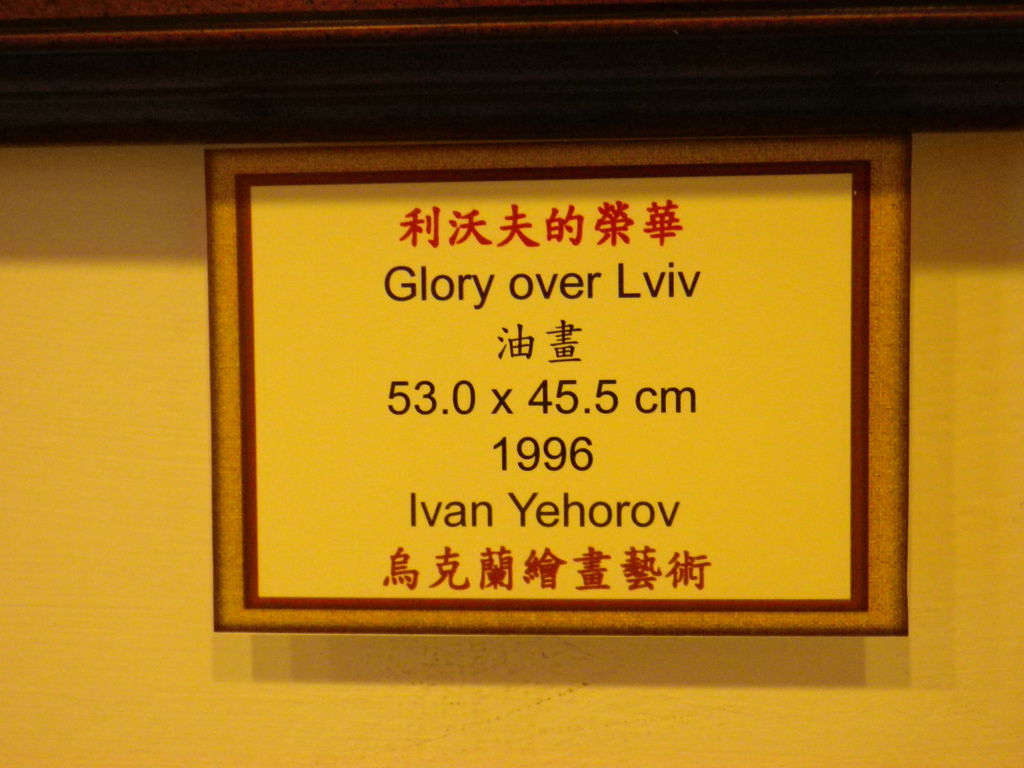 利沃夫的榮華
Glory over Lviv
油畫
53.0 x 45.5 cm
1996
Ivan Yehorov
烏克蘭繪畫藝術